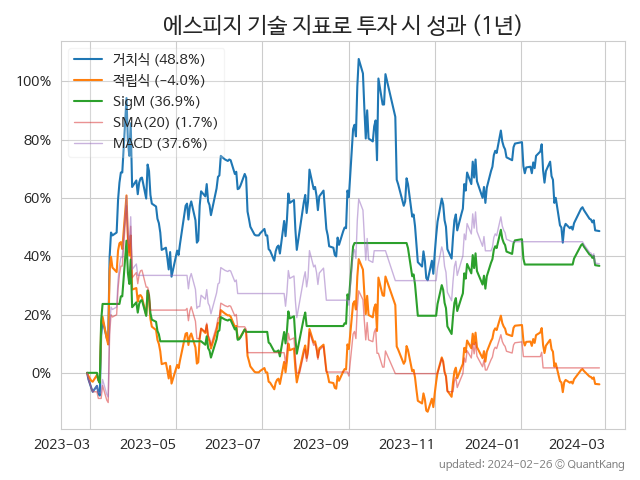 에스피지 기술 지표로 투자 시 성과 (1년)
거치식 (48.8%)
적립식 (−4.0%)
SigM (36.9%)
SMA(20) (1.7%)
MACD (37.6%)
100%
80%
60%
40%
20%
0%
2023-03 2023-05 2023-07 2023-09 2023-11 2024-01 2024-03
updated: 2024-02-26 ⓒ QuantKang